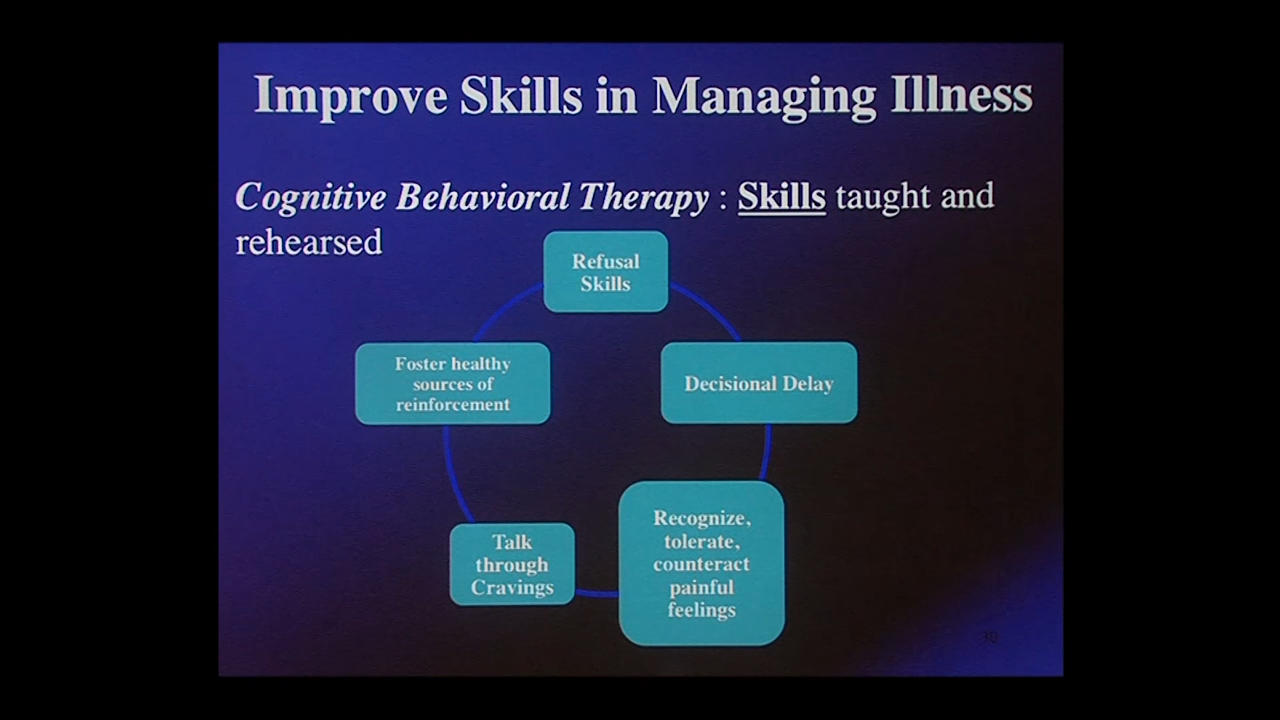 Improve Skills in Managing Illness
Cognitive Behavioral Therapy : Skills taught and
rehearsed
Refusal
Skills
Decisional Delay
Recognize,
tolerate,
counteract
painful
feelings
Talk
through
Cravings
Foster healthy
sources of
reinforcement